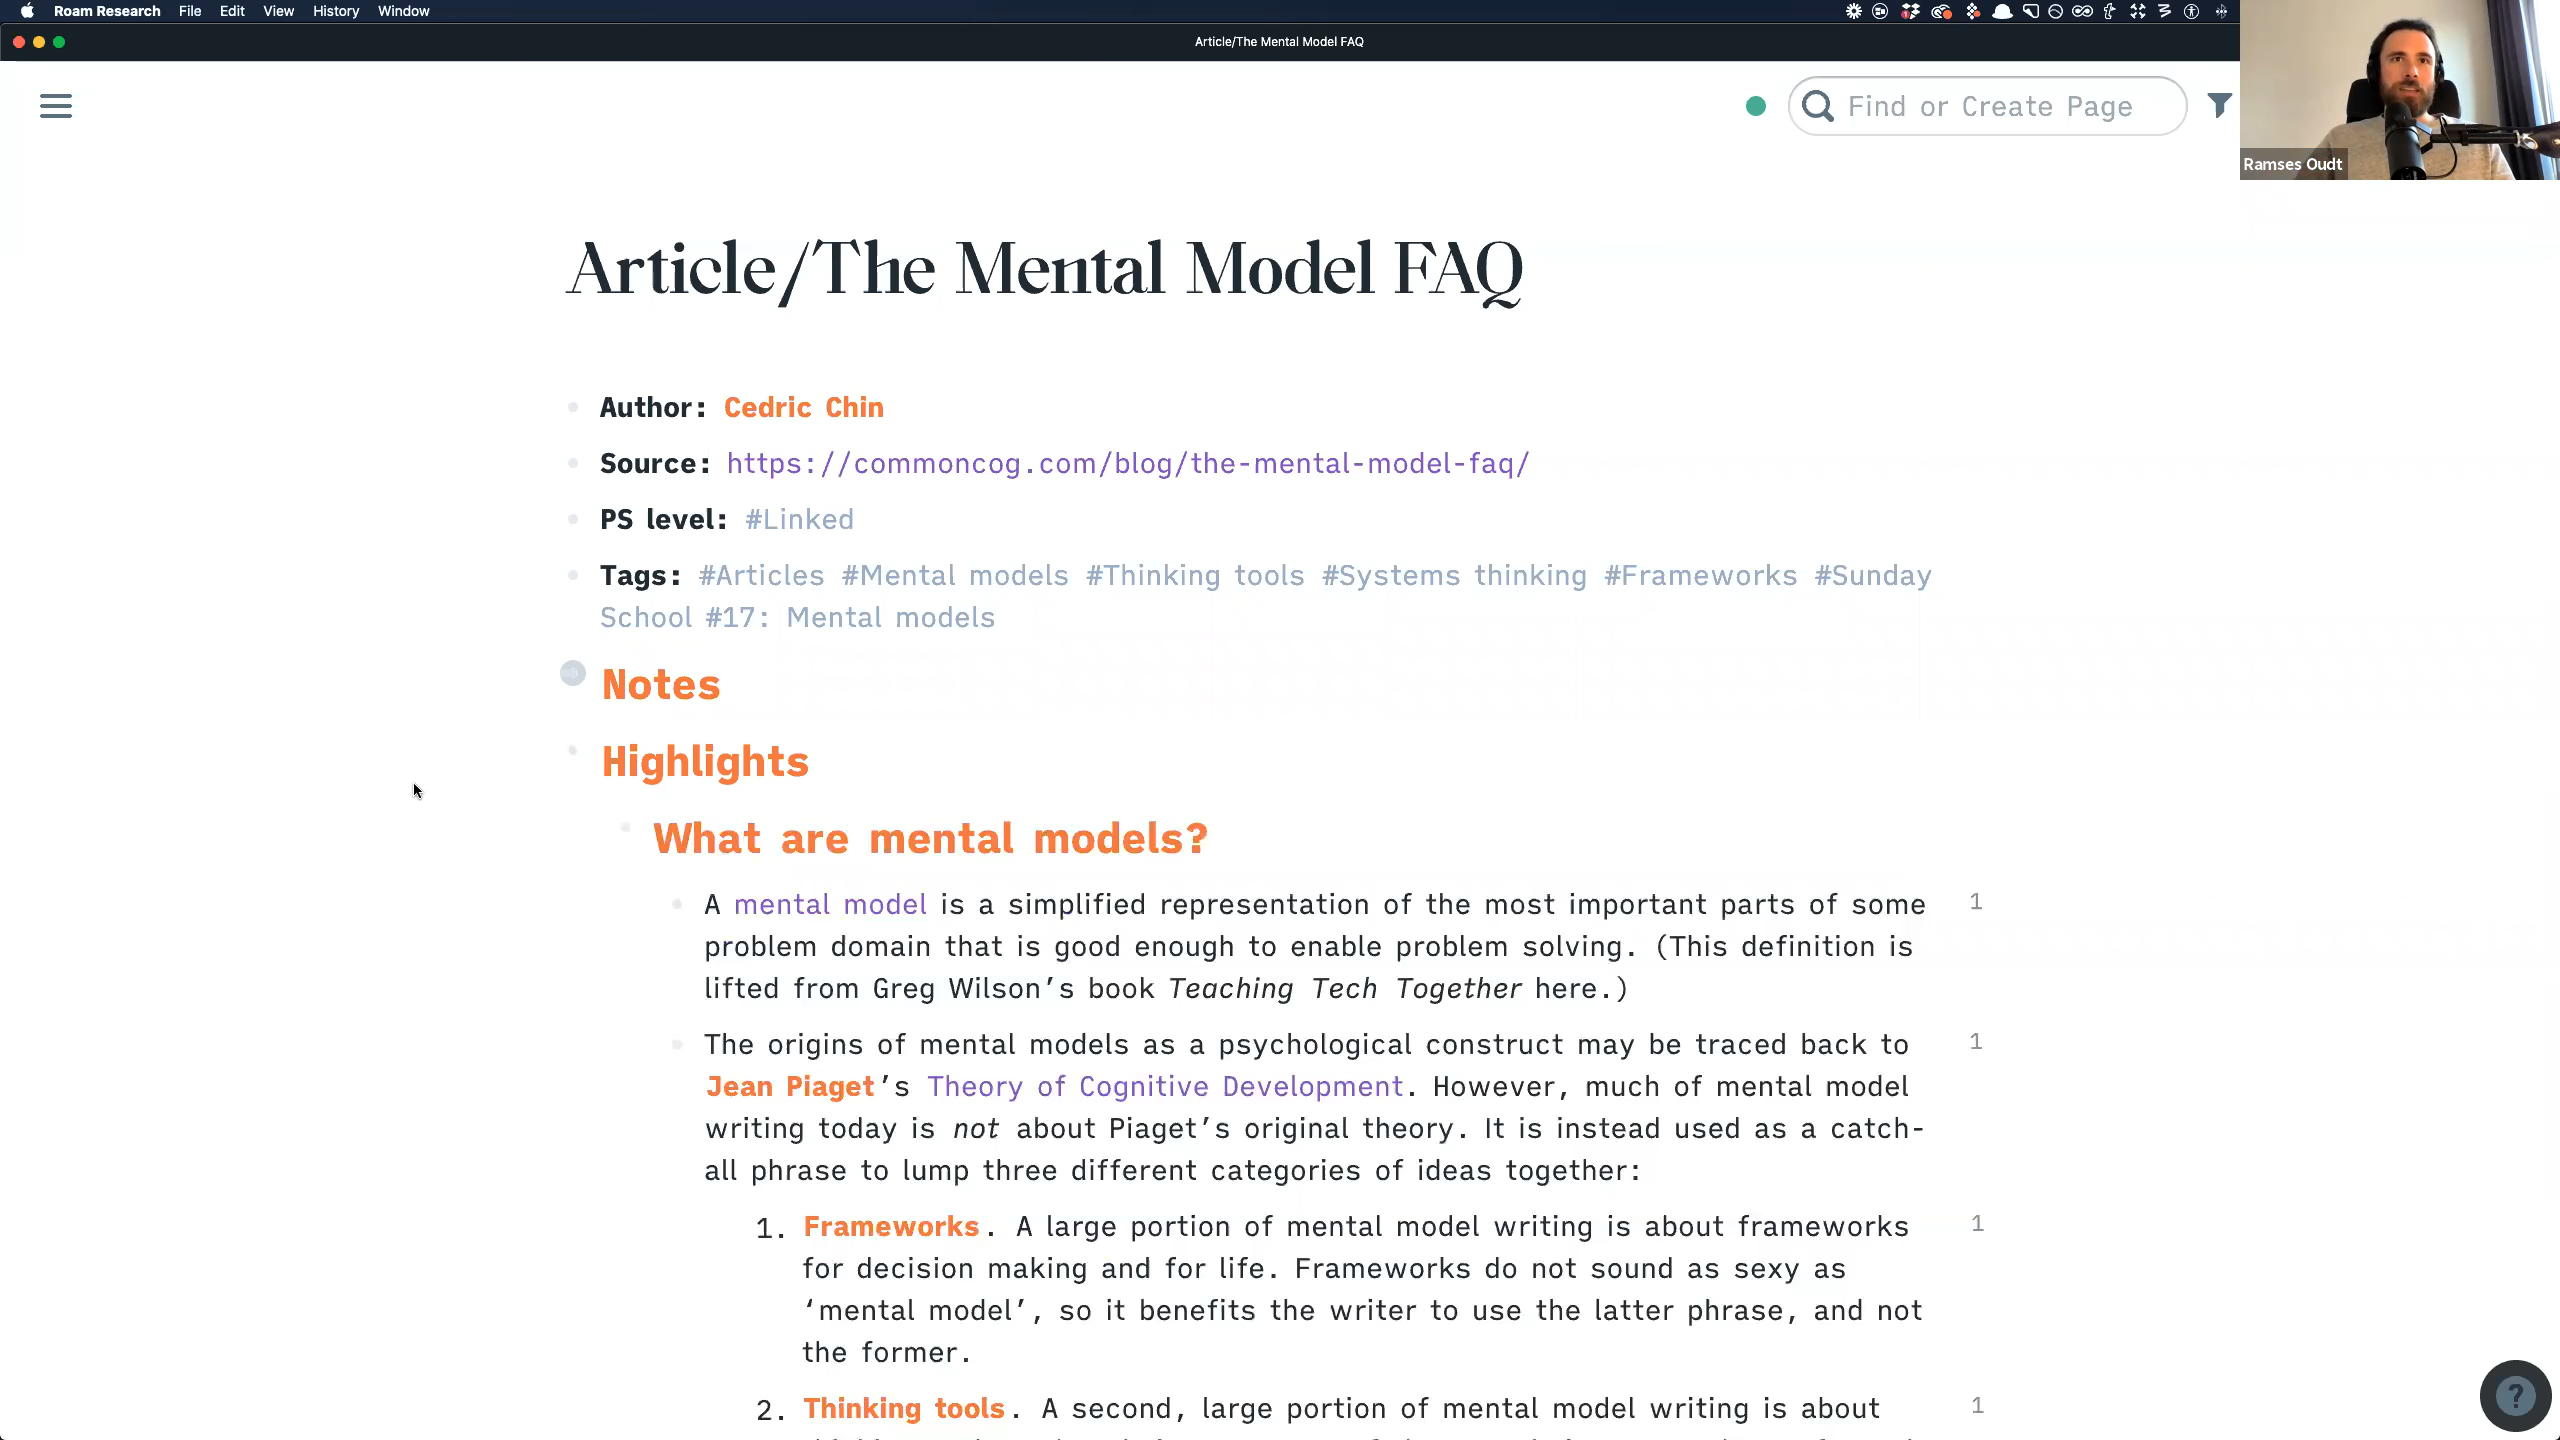 Roam Research File Edit View History Window
Article/The Mental Model FAQ
Find or Create Page
Ramses Oudt
Article/The Mental Model FAQ
Author: Cedric Chin
Source: https://commoncog.com/blog/the-mental-model-faq/
PS level: #Linked
Tags: #Articles #Mental models #Thinking tools #Systems thinking #Frameworks #Sunday
School #17: Mental models
Notes
Highlights
What are mental models?
A mental model is a simplified representation of the most important parts of some 1
problem domain that is good enough to enable problem solving. (This definition is
lifted from Greg Wilson’s book Teaching Tech Together here.)
The origins of mental models as a psychological construct may be traced back to 1
Jean Piaget’s Theory of Cognitive Development. However, much of mental model
writing today is not about Piaget’s original theory. It is instead used as a catch-
all phrase to lump three different categories of ideas together:
1. Frameworks. A large portion of mental model writing is about frameworks 1
for decision making and for life. Frameworks do not sound as sexy as
‘mental model’, so it benefits the writer to use the latter phrase, and not
the former.
2. Thinking tools. A second, large portion of mental model writing is about 1
?